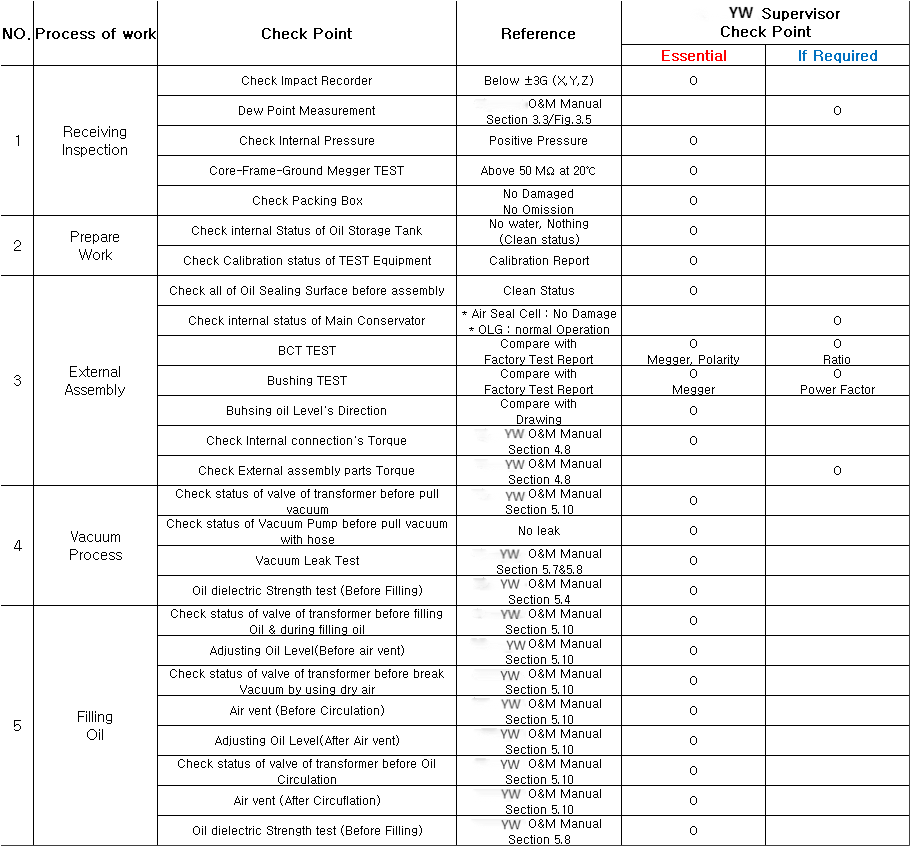 NO.
Process of work
Check Point
Reference
YW Supervisor
Check Point
Essential
If Required
1
Receiving
Inspection
Check Impact Recorder
Below ±3G (X,Y,Z)
O
Dew Point Measurement
O&M Manual
Section 3.3/Fig.3.5
O
Check Internal Pressure
Positive Pressure
O
Core-Frame-Ground Megger TEST
Above 50 MΩ at 20℃
O
Check Packing Box
No Damaged
No Omission
O
2
Prepare
Work
Check internal Status of Oil Storage Tank
No water, Nothing
(Clean status)
O
Check Calibration status of TEST Equipment
Calibration Report
O
3
External
Assembly
Check all of Oil Sealing Surface before assembly
Clean Status
O
Check internal status of Main Conservator
* Air Seal Cell : No Damage
* OLG : normal Operation
O
BCT TEST
Compare with
Factory Test Report
O
Megger, Polarity
O
Ratio
Bushing TEST
Compare with
Factory Test Report
O
Megger
O
Power Factor
Buhsing oil Level's Direction
Compare with
Drawing
O
Check Internal connection's Torque
YW O&M Manual
Section 4.8
O
Check External assembly parts Torque
YW O&M Manual
Section 4.8
O
4
Vacuum
Process
Check status of valve of transformer before pull
vacuum
YW O&M Manual
Section 5.10
O
Check status of Vacuum Pump before pull vacuum
with hose
No leak
O
Vacuum Leak Test
YW O&M Manual
Section 5.7&5.8
O
Oil dielectric Strength test (Before Filling)
YW O&M Manual
Section 5.4
O
5
Filling
Oil
Check status of valve of transformer before filling
Oil & during filling oil
YW O&M Manual
Section 5.10
O
Adjusting Oil Level(Before air vent)
YW O&M Manual
Section 5.10
O
Check status of valve of transformer before break
Vacuum by using dry air
YW O&M Manual
Section 5.10
O
Air vent (Before Circulation)
YW O&M Manual
Section 5.10
O
Adjusting Oil Level(After Air vent)
YW O&M Manual
Section 5.10
O
Check status of valve of transformer before Oil
Circulation
YW O&M Manual
Section 5.10
O
Air vent (After Circuflation)
YW O&M Manual
Section 5.10
O
Oil dielectric Strength test (Before Filling)
YW O&M Manual
Section 5.8
O